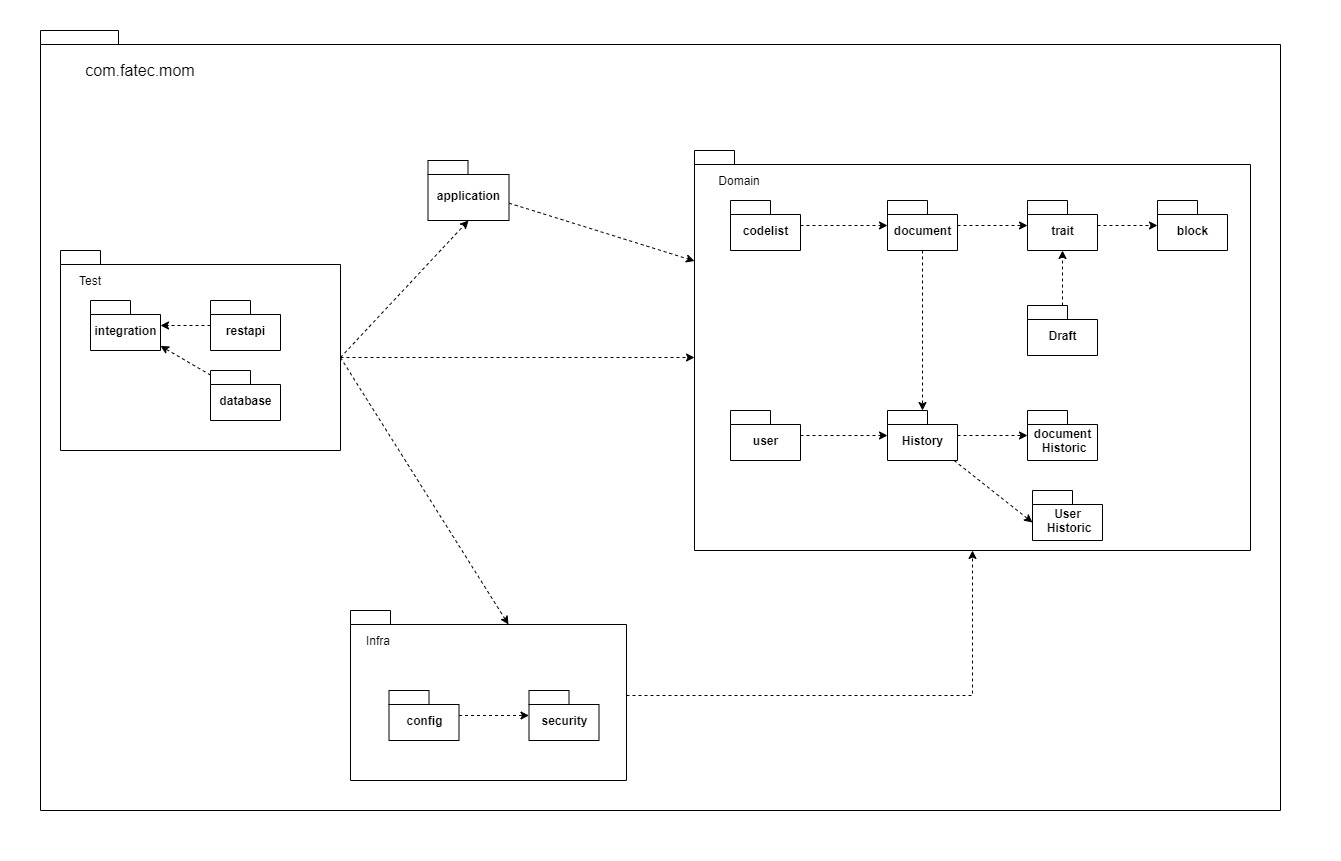 com.fatec.mom
application
Domain
codelist
document
trait
block
Test
integration
restapi
database
Draft
user
History
document
Historic
User
Historic
Infra
config
security